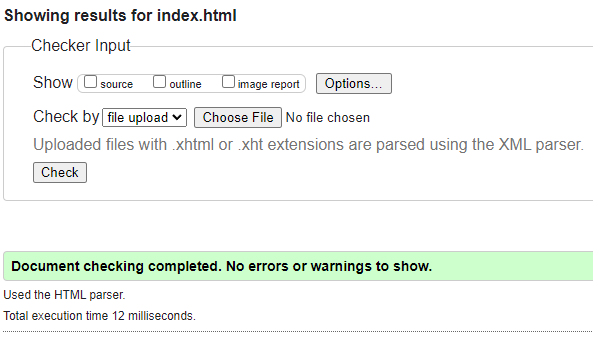 Showing results for index.html
Checker Input
Show source outline image report Options...
Check by file upload Choose File No file chosen
Uploaded files with .xhtml or .xht extensions are parsed using the XML parser.
Check
Document checking completed. No errors or warnings to show.
Used the HTML parser.
Total execution time 12 milliseconds.